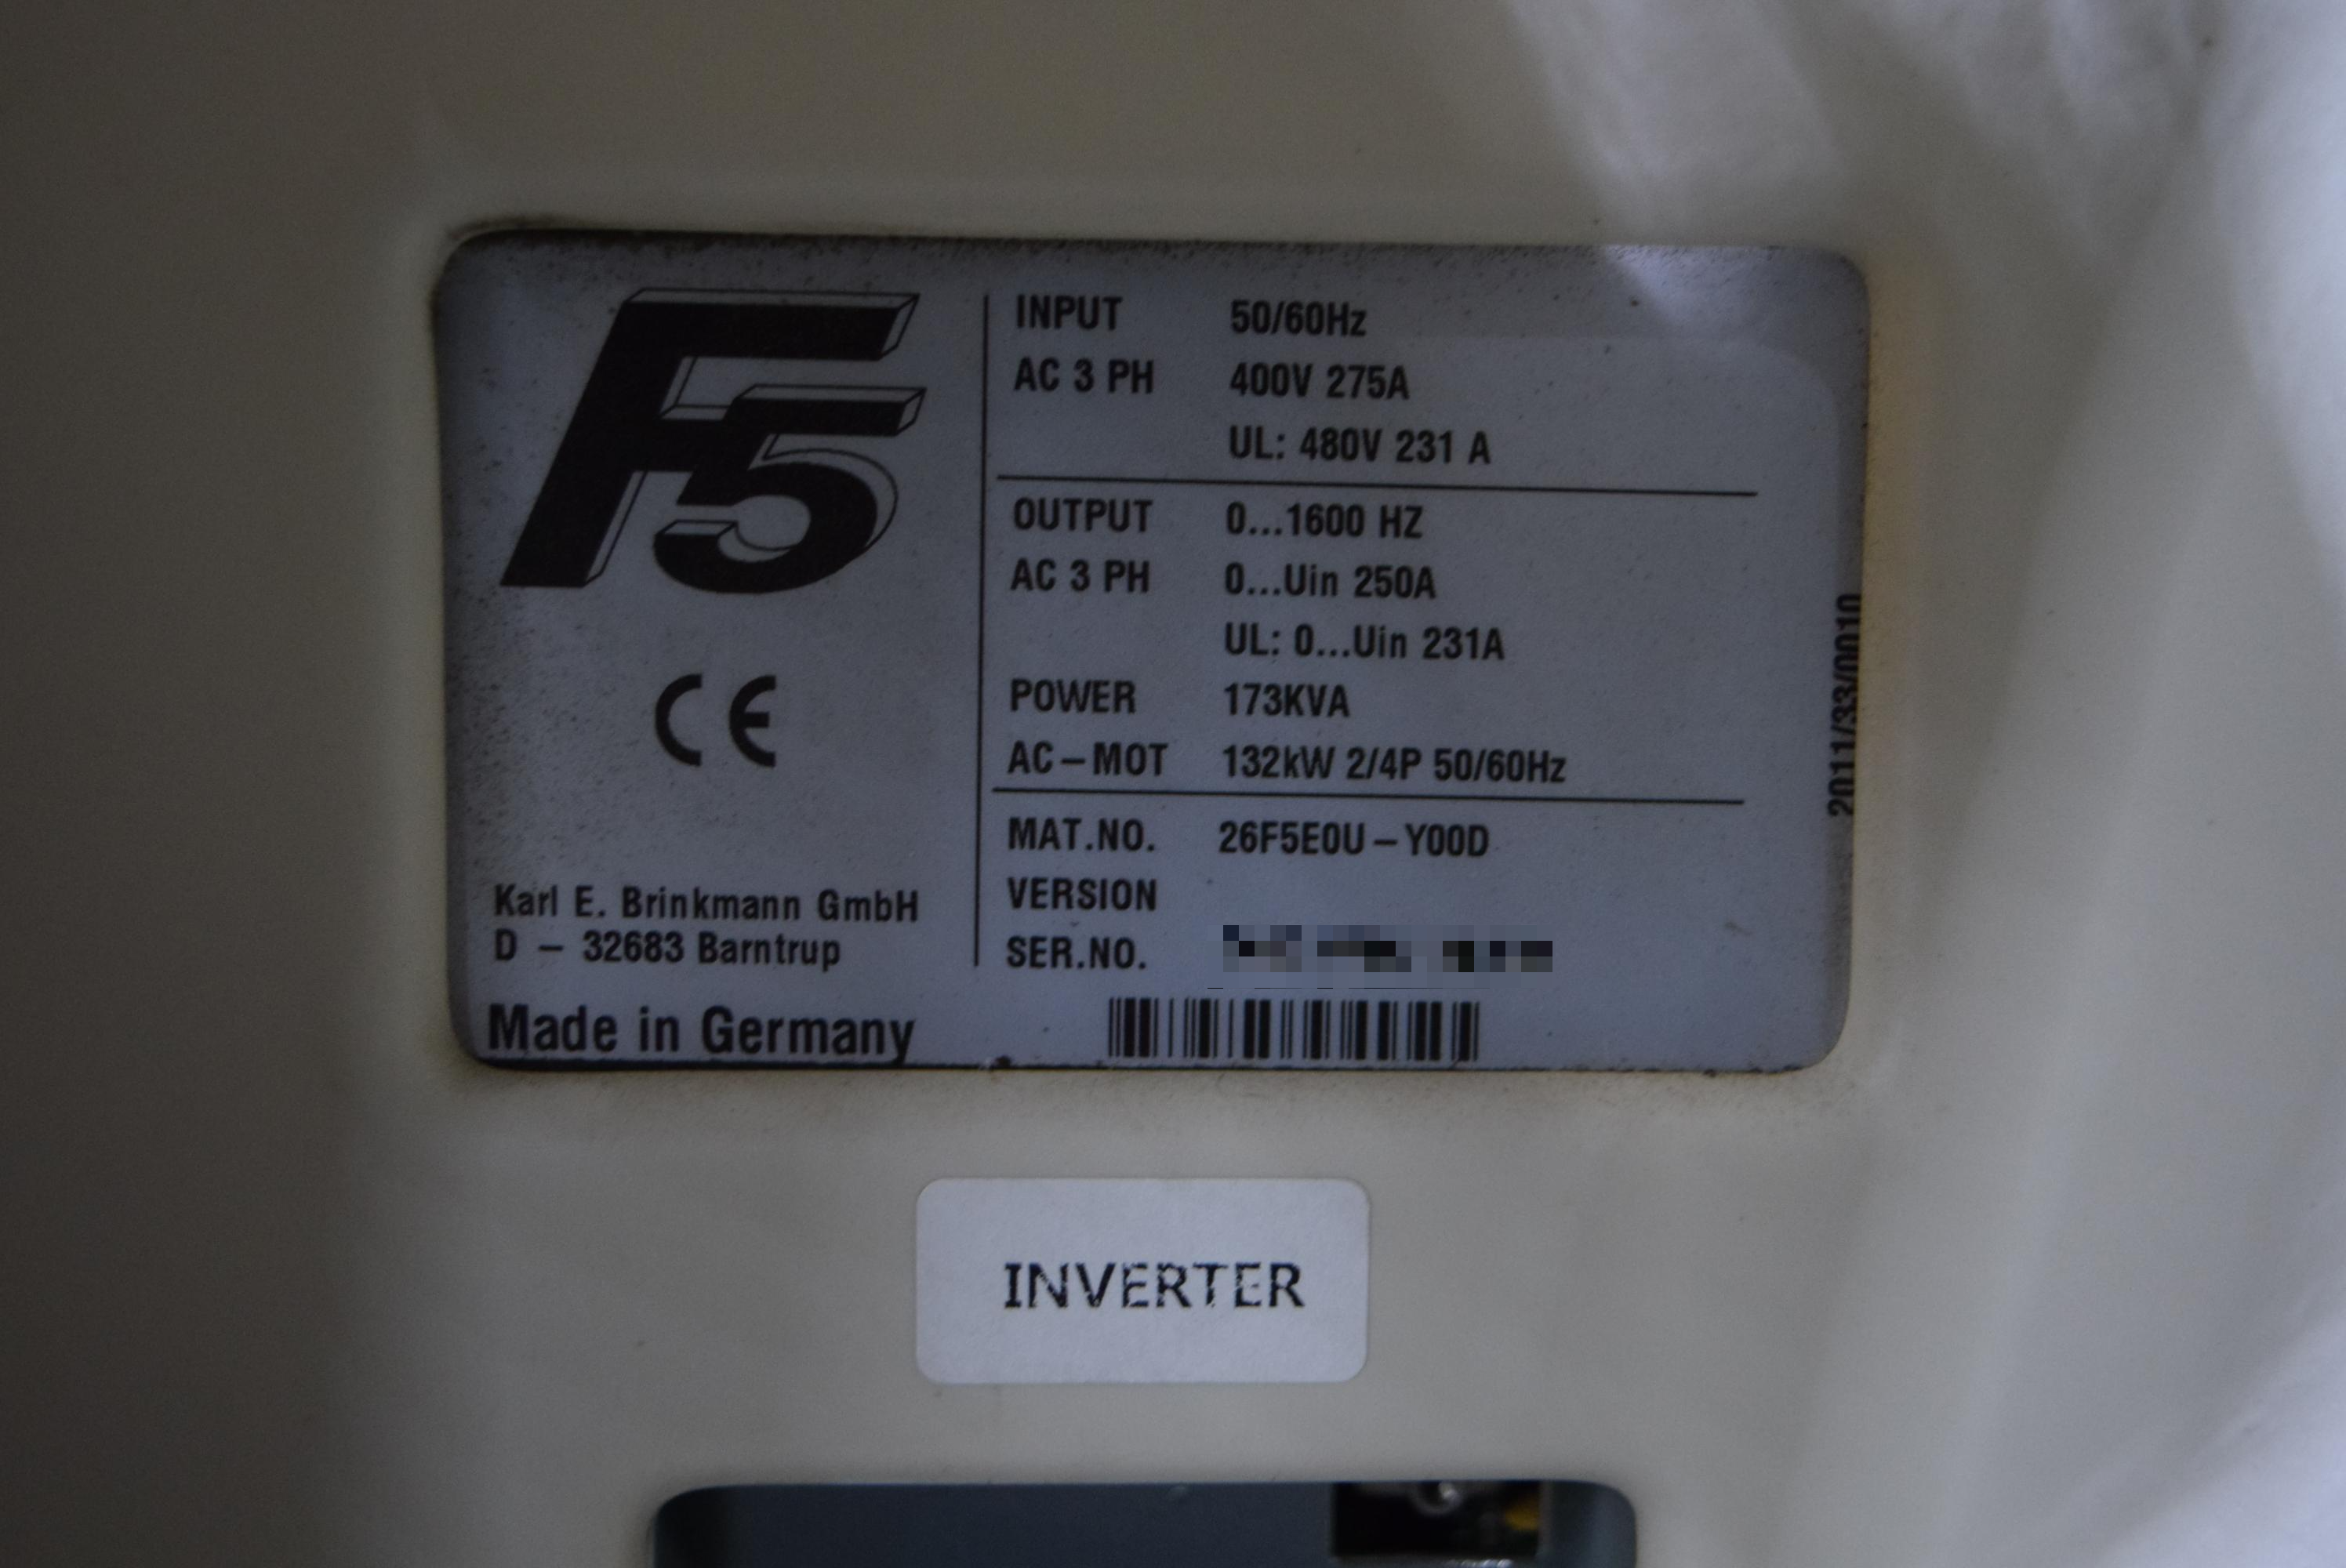 F5
CE
Karl E. Brinkmann GmbH
D – 32683 Barntrup
Made in Germany
INPUT 50/60Hz
AC 3 PH 400V 275A
UL: 480V 231 A
OUTPUT 0...1600 HZ
AC 3 PH 0...Uin 250A
UL: 0...Uin 231A
POWER 173KVA
AC–MOT 132kW 2/4P 50/60Hz
MAT.NO. 26F5E0U–Y00D
VERSION
SER.NO.
2011/33/0010
INVERTER